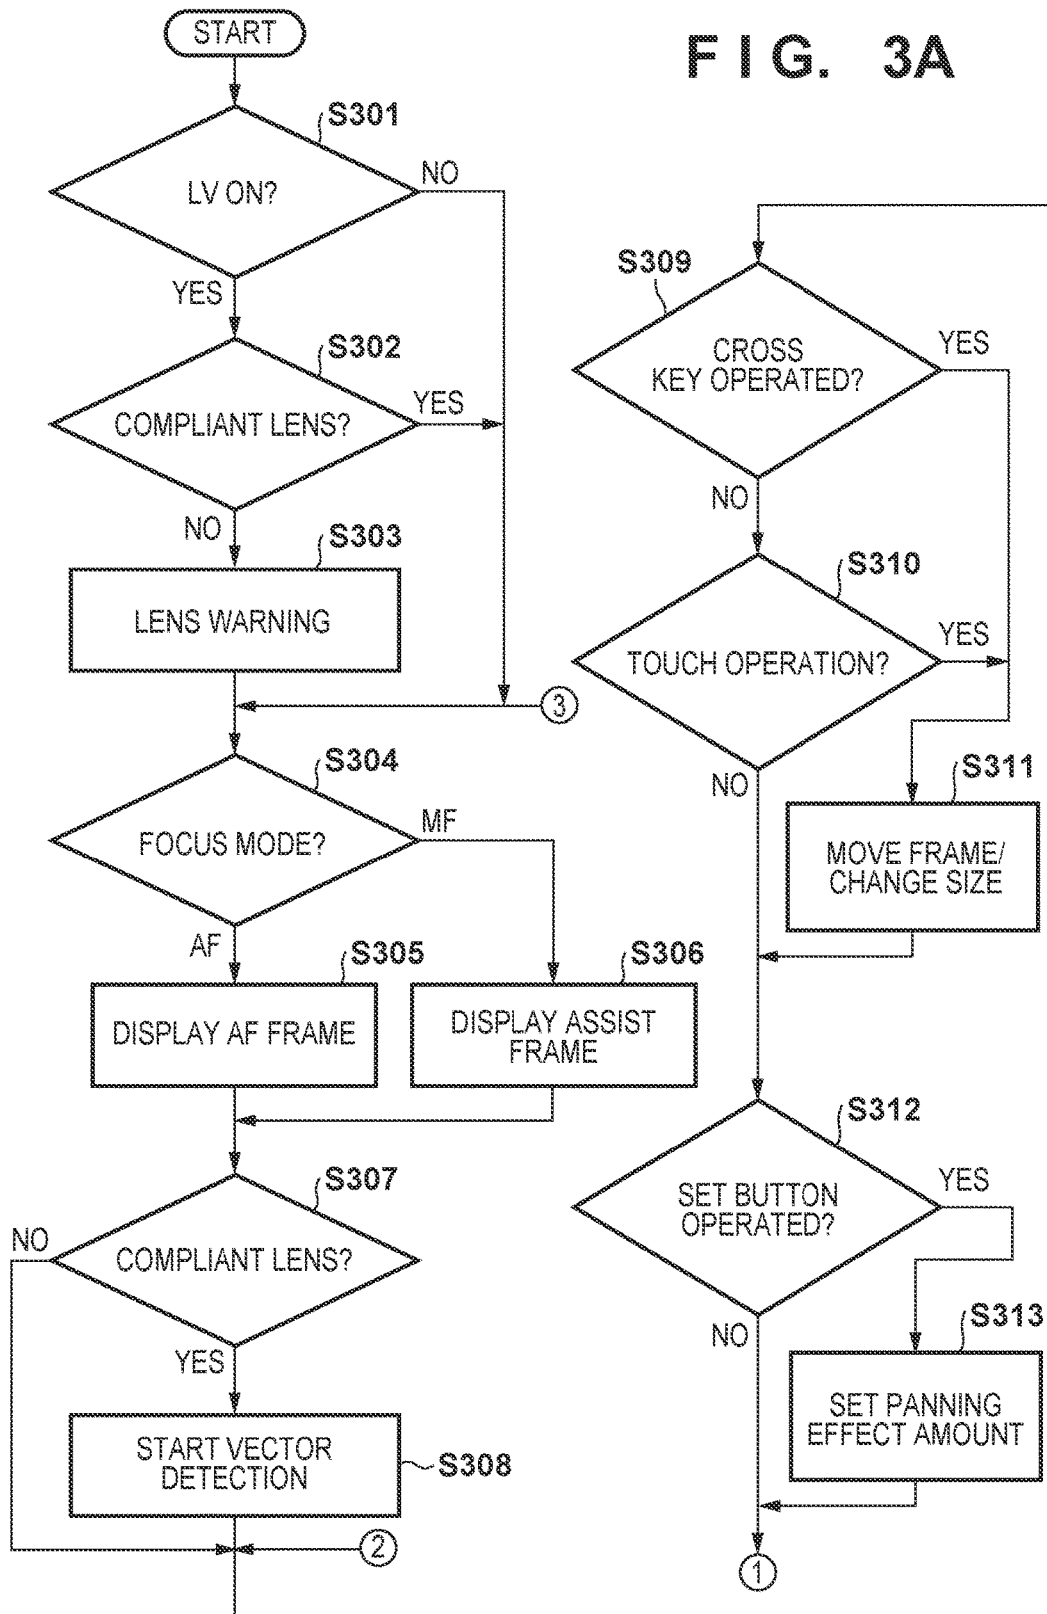 FIG. 3A
START
S301
LV ON?
NO
YES
S302
COMPLIANT LENS?
YES
NO
S303
LENS WARNING
3
S304
FOCUS MODE?
MF
AF
S305
DISPLAY AF FRAME
S306
DISPLAY ASSIST
FRAME
S307
NO
COMPLIANT LENS?
YES
START VECTOR
DETECTION
S308
2
S309
CROSS
KEY OPERATED?
YES
NO
S310
TOUCH OPERATION?
YES
NO
S311
MOVE FRAME/
CHANGE SIZE
S312
SET BUTTON
OPERATED?
YES
NO
S313
SET PANNING
EFFECT AMOUNT
1